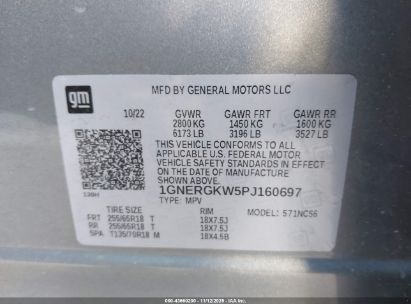 gm
MFD BY GENERAL MOTORS LLC
10/22 GVWR GAWR FRT GAWR RR
2800 KG 1450 KG 1600 KG
6173 LB 3196 LB 3527 LB
THIS VEHICLE CONFORMS TO ALL APPLICABLE
U.S. FEDERAL MOTOR
VEHICLE SAFETY STANDARDS IN EFFECT
ON THE DATE OF MANUFACTURE SHOWN ABOVE.
1GNERGKW5PJ160697
TYPE: MPV MODEL: 571NC56
TIRE SIZE RIM
FRT 255/65R18 T 18X7.5J
RR 255/65R18 T 18X7.5J
SPA T135/70R18 M 18X4.5B